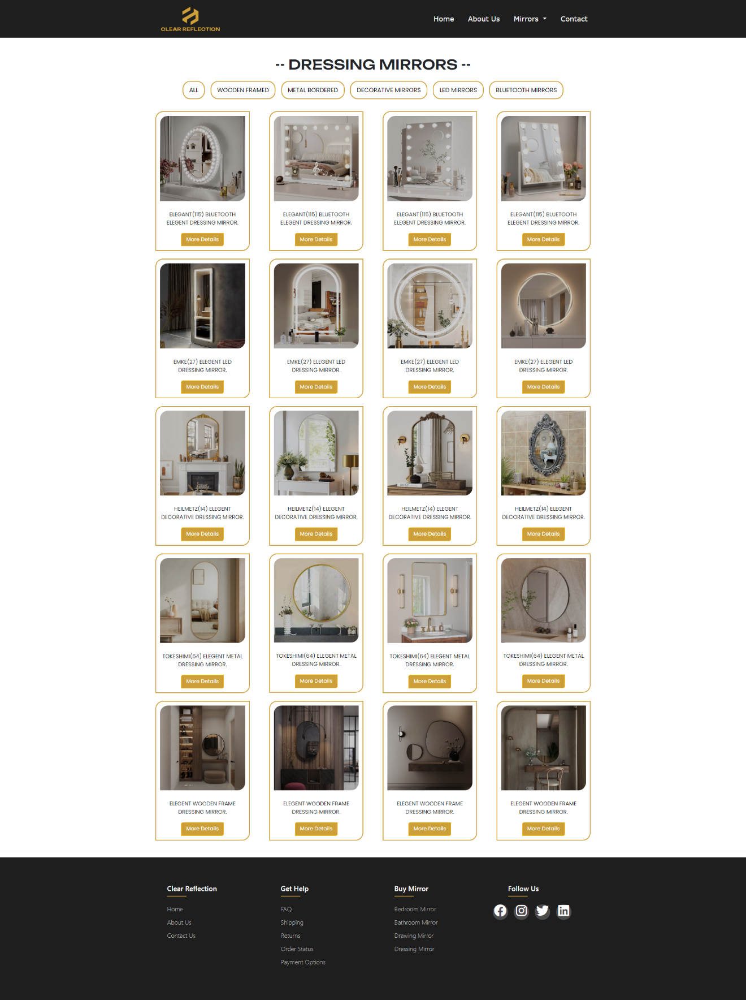 CLEAR REFLECTION
Home About Us Mirrors Contact
-- DRESSING MIRRORS --
ALL WOODEN FRAMED METAL BORDERED DECORATIVE MIRRORS LED MIRRORS BLUETOOTH MIRRORS
ELEGANT(115) BLUETOOTH
ELEGENT DRESSING MIRROR.
More Details
ELEGANT(115) BLUETOOTH
ELEGENT DRESSING MIRROR.
More Details
ELEGANT(115) BLUETOOTH
ELEGENT DRESSING MIRROR.
More Details
ELEGANT(115) BLUETOOTH
ELEGENT DRESSING MIRROR.
More Details
EMKE(27) ELEGENT LED
DRESSING MIRROR.
More Details
EMKE(27) ELEGENT LED
DRESSING MIRROR.
More Details
EMKE(27) ELEGENT LED
DRESSING MIRROR.
More Details
EMKE(27) ELEGENT LED
DRESSING MIRROR.
More Details
HEILMETZ(14) ELEGENT
DECORATIVE DRESSING MIRROR.
More Details
HEILMETZ(14) ELEGENT
DECORATIVE DRESSING MIRROR.
More Details
HEILMETZ(14) ELEGENT
DECORATIVE DRESSING MIRROR.
More Details
HEILMETZ(14) ELEGENT
DECORATIVE DRESSING MIRROR.
More Details
TOKESHIMI(64) ELEGENT METAL
DRESSING MIRROR.
More Details
TOKESHIMI(64) ELEGENT METAL
DRESSING MIRROR.
More Details
TOKESHIMI(64) ELEGENT METAL
DRESSING MIRROR.
More Details
TOKESHIMI(64) ELEGENT METAL
DRESSING MIRROR.
More Details
ELEGENT WOODEN FRAME
DRESSING MIRROR.
More Details
ELEGENT WOODEN FRAME
DRESSING MIRROR.
More Details
ELEGENT WOODEN FRAME
DRESSING MIRROR.
More Details
ELEGENT WOODEN FRAME
DRESSING MIRROR.
More Details
Clear Reflection
Home
About Us
Contact Us
Get Help
FAQ
Shipping
Returns
Order Status
Payment Options
Buy Mirror
Bedroom Mirror
Bathroom Mirror
Drawing Mirror
Dressing Mirror
Follow Us